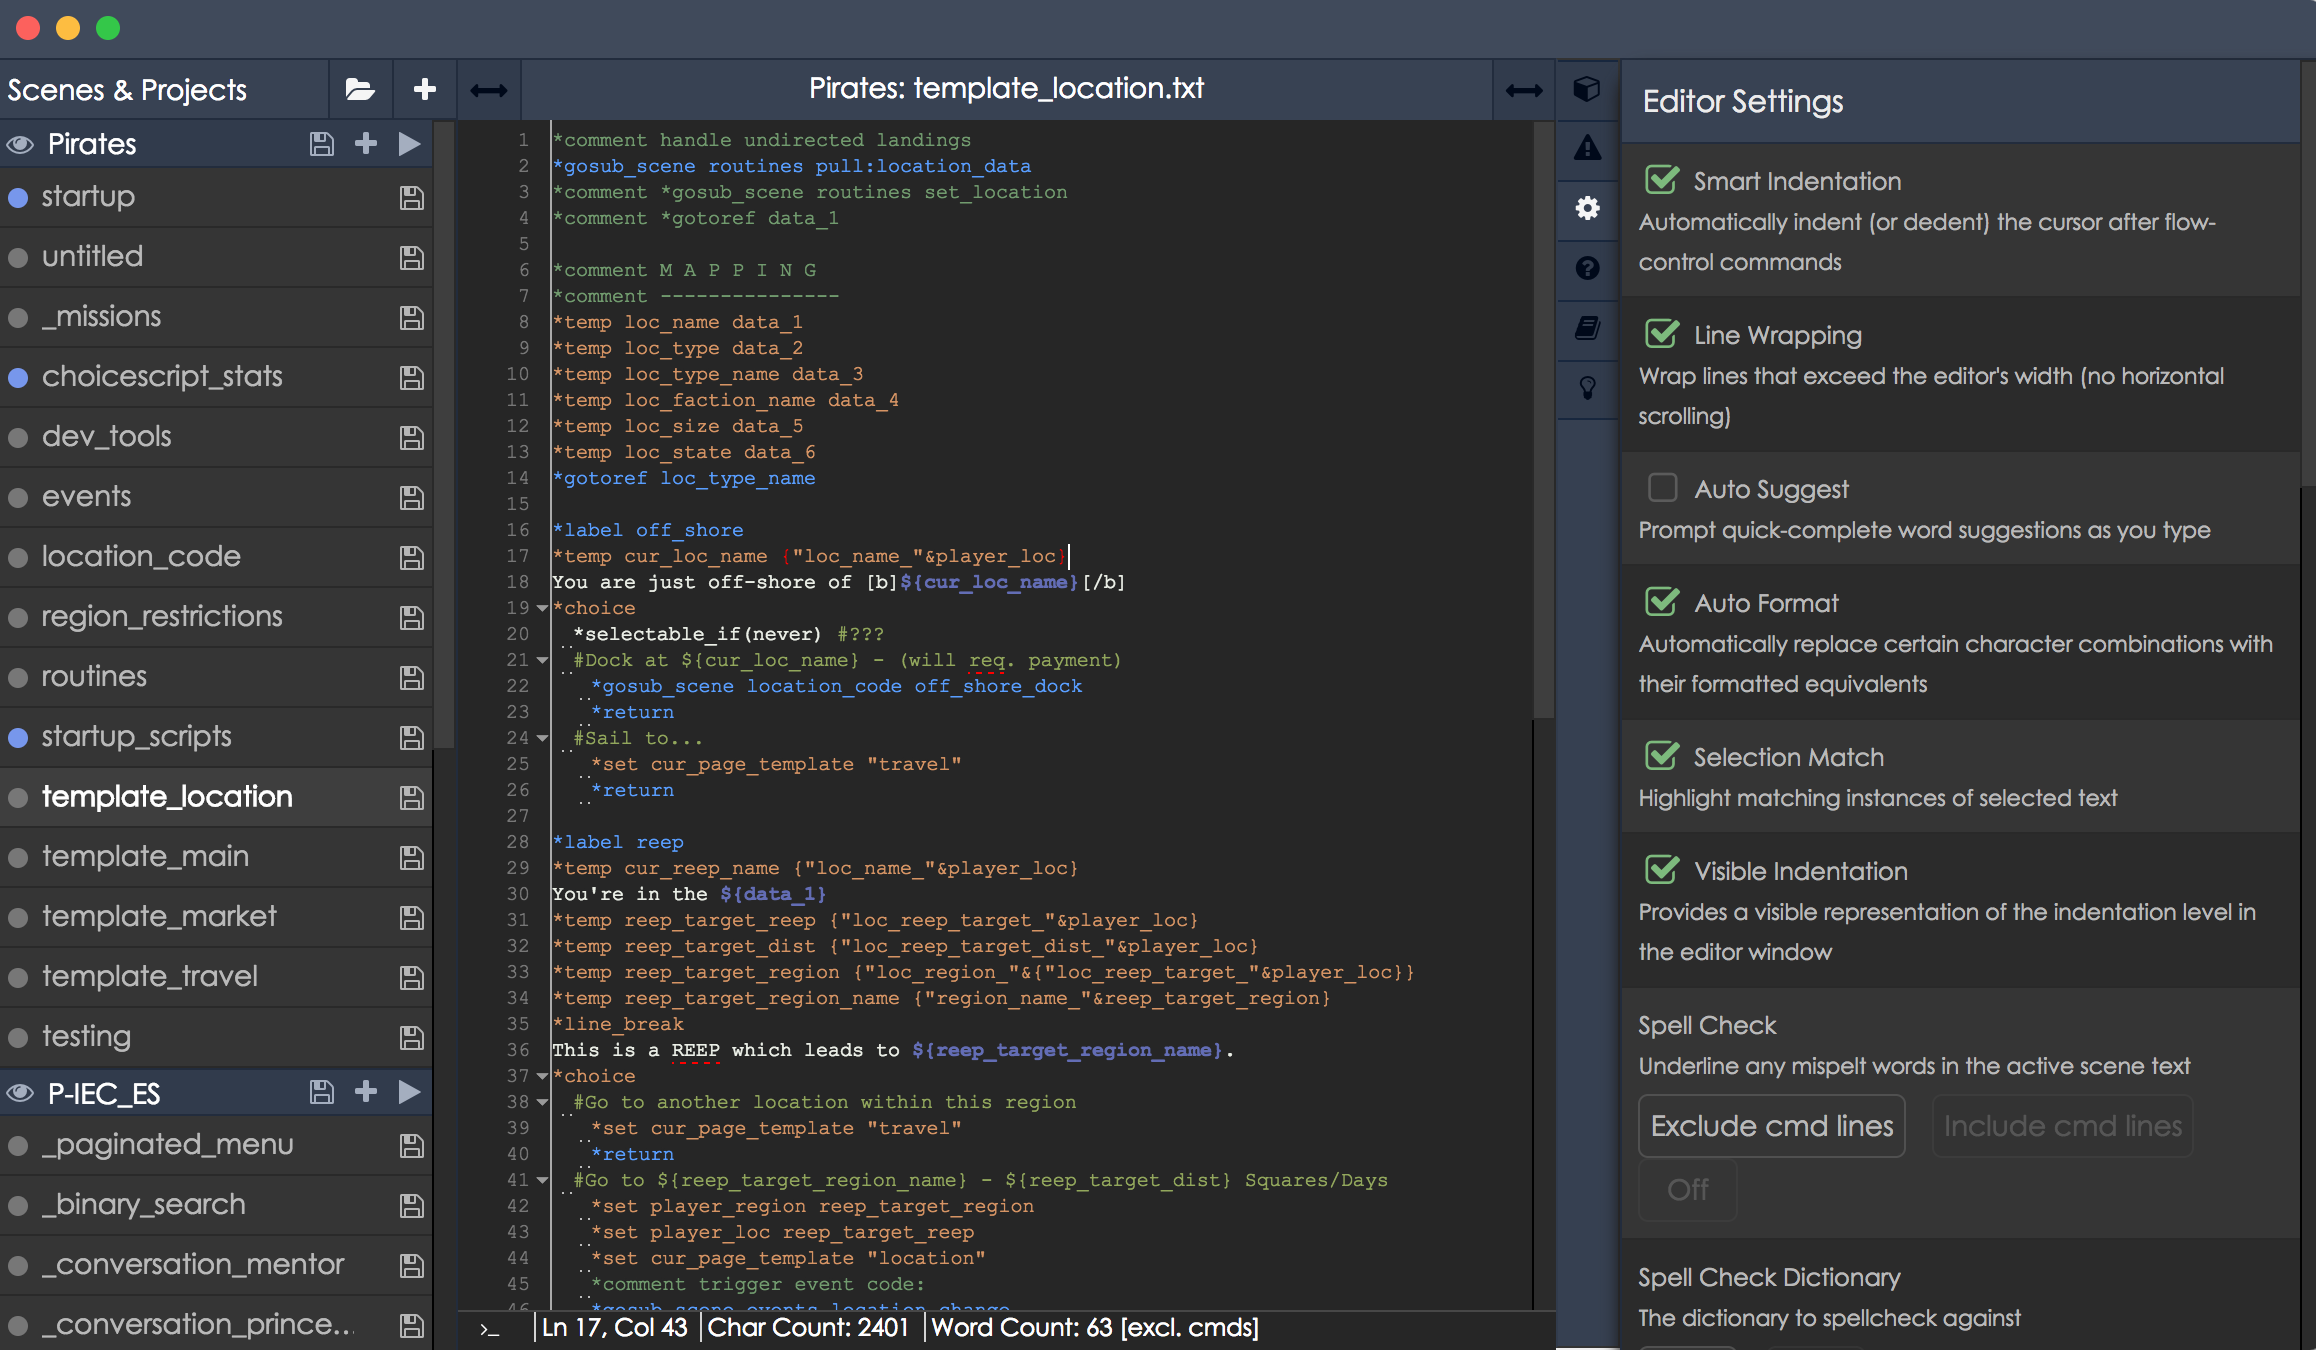 Scenes & Projects
Pirates
startup
untitled
_missions
choicescript_stats
dev_tools
events
location_code
region_restrictions
routines
startup_scripts
template_location
template_main
template_market
template_travel
testing
P-IEC_ES
_paginated_menu
_binary_search
_conversation_mentor
_conversation_prince...
Pirates: template_location.txt
1 *comment handle undirected landings
2 *gosub_scene routines pull:location_data
3 *comment *gosub_scene routines set_location
4 *comment *gotoref data_1
5
6 *comment M A P P I N G
7 *comment ---------------
8 *temp loc_name data_1
9 *temp loc_type data_2
10 *temp loc_type_name data_3
11 *temp loc_faction_name data_4
12 *temp loc_size data_5
13 *temp loc_state data_6
14 *gotoref loc_type_name
15
16 *label off_shore
17 *temp cur_loc_name {"loc_name_"&player_loc}
18 You are just off-shore of [b]${cur_loc_name}[/b]
19 *choice
20 *selectable_if(never) #???
21 #Dock at ${cur_loc_name} - (will req. payment)
22 *gosub_scene location_code off_shore_dock
23 *return
24 #Sail to...
25 *set cur_page_template "travel"
26 *return
27
28 *label reep
29 *temp cur_reep_name {"loc_name_"&player_loc}
30 You're in the ${data_1}
31 *temp reep_target_reep {"loc_reep_target_"&player_loc}
32 *temp reep_target_dist {"loc_reep_target_dist_"&player_loc}
33 *temp reep_target_region {"loc_region_"&{"loc_reep_target_"&player_loc}}
34 *temp reep_target_region_name {"region_name_"&reep_target_region}
35 *line_break
36 This is a REEP which leads to ${reep_target_region_name}.
37 *choice
38 #Go to another location within this region
39 *set cur_page_template "travel"
40 *return
41 #Go to ${reep_target_region_name} - ${reep_target_dist} Squares/Days
42 *set player_region reep_target_region
43 *set player_loc reep_target_reep
44 *set cur_page_template "location"
45 *comment trigger event code:
46 *gosub_scene events location_change
>_ Ln 17, Col 43 Char Count: 2401 Word Count: 63 [excl. cmds]
Editor Settings
Smart Indentation
Automatically indent (or dedent) the cursor after flow-
control commands
Line Wrapping
Wrap lines that exceed the editor's width (no horizontal
scrolling)
Auto Suggest
Prompt quick-complete word suggestions as you type
Auto Format
Automatically replace certain character combinations with
their formatted equivalents
Selection Match
Highlight matching instances of selected text
Visible Indentation
Provides a visible representation of the indentation level in
the editor window
Spell Check
Underline any mispelt words in the active scene text
Exclude cmd lines Include cmd lines
Off
Spell Check Dictionary
The dictionary to spellcheck against